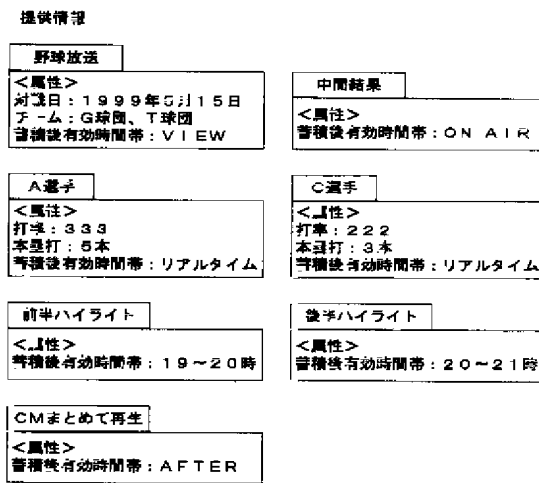 提供情報
野球放送
<属性>
対戦日：１９９９年５月１５日
チーム：Ｇ球団、Ｔ球団
蓄積後有効時間帯：ＶＩＥＷ
中間結果
<属性>
蓄積後有効時間帯：ＯＮ ＡＩＲ
Ａ選手
<属性>
打率：３３３
本塁打：５本
蓄積後有効時間帯：リアルタイム
Ｃ選手
<属性>
打率：２２２
本塁打：３本
蓄積後有効時間帯：リアルタイム
前半ハイライト
<属性>
蓄積後有効時間帯：１９～２０時
後半ハイライト
<属性>
蓄積後有効時間帯：２０～２１時
ＣＭまとめて再生
<属性>
蓄積後有効時間帯：ＡＦＴＥＲ